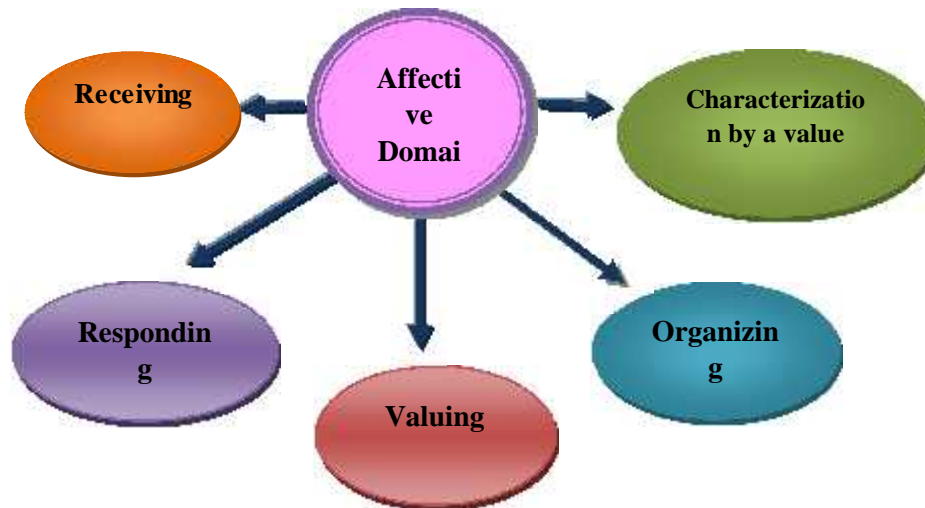 Affecti
ve
Domai
Receiving
Characterizatio
n by a value
Respondin
g
Valuing
Organizin
g